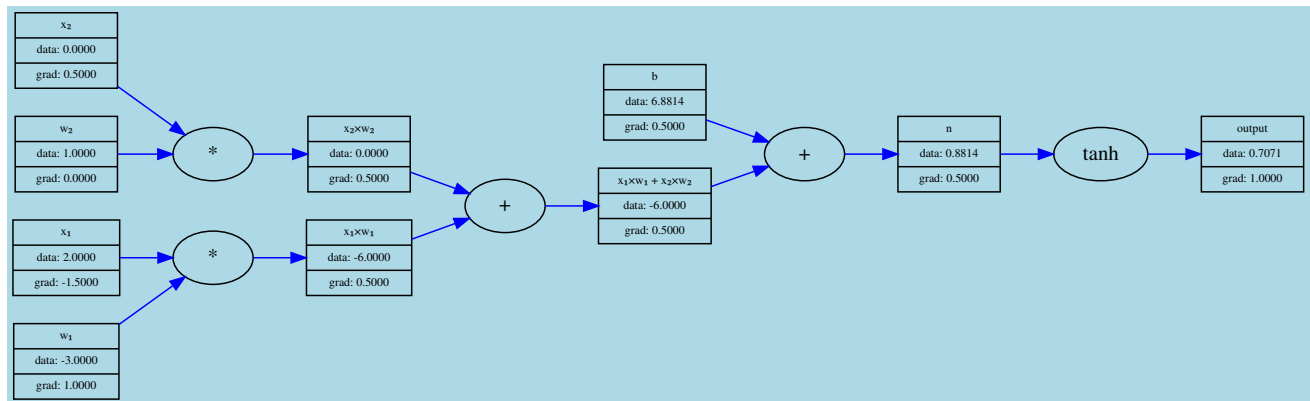 x₂
data: 0.0000
grad: 0.5000
w₂
data: 1.0000
grad: 0.0000
*
x₂×w₂
data: 0.0000
grad: 0.5000
x₁
data: 2.0000
grad: -1.5000
*
x₁×w₁
data: -6.0000
grad: 0.5000
w₁
data: -3.0000
grad: 1.0000
+
b
data: 6.8814
grad: 0.5000
x₁×w₁ + x₂×w₂
data: -6.0000
grad: 0.5000
+
n
data: 0.8814
grad: 0.5000
tanh
output
data: 0.7071
grad: 1.0000